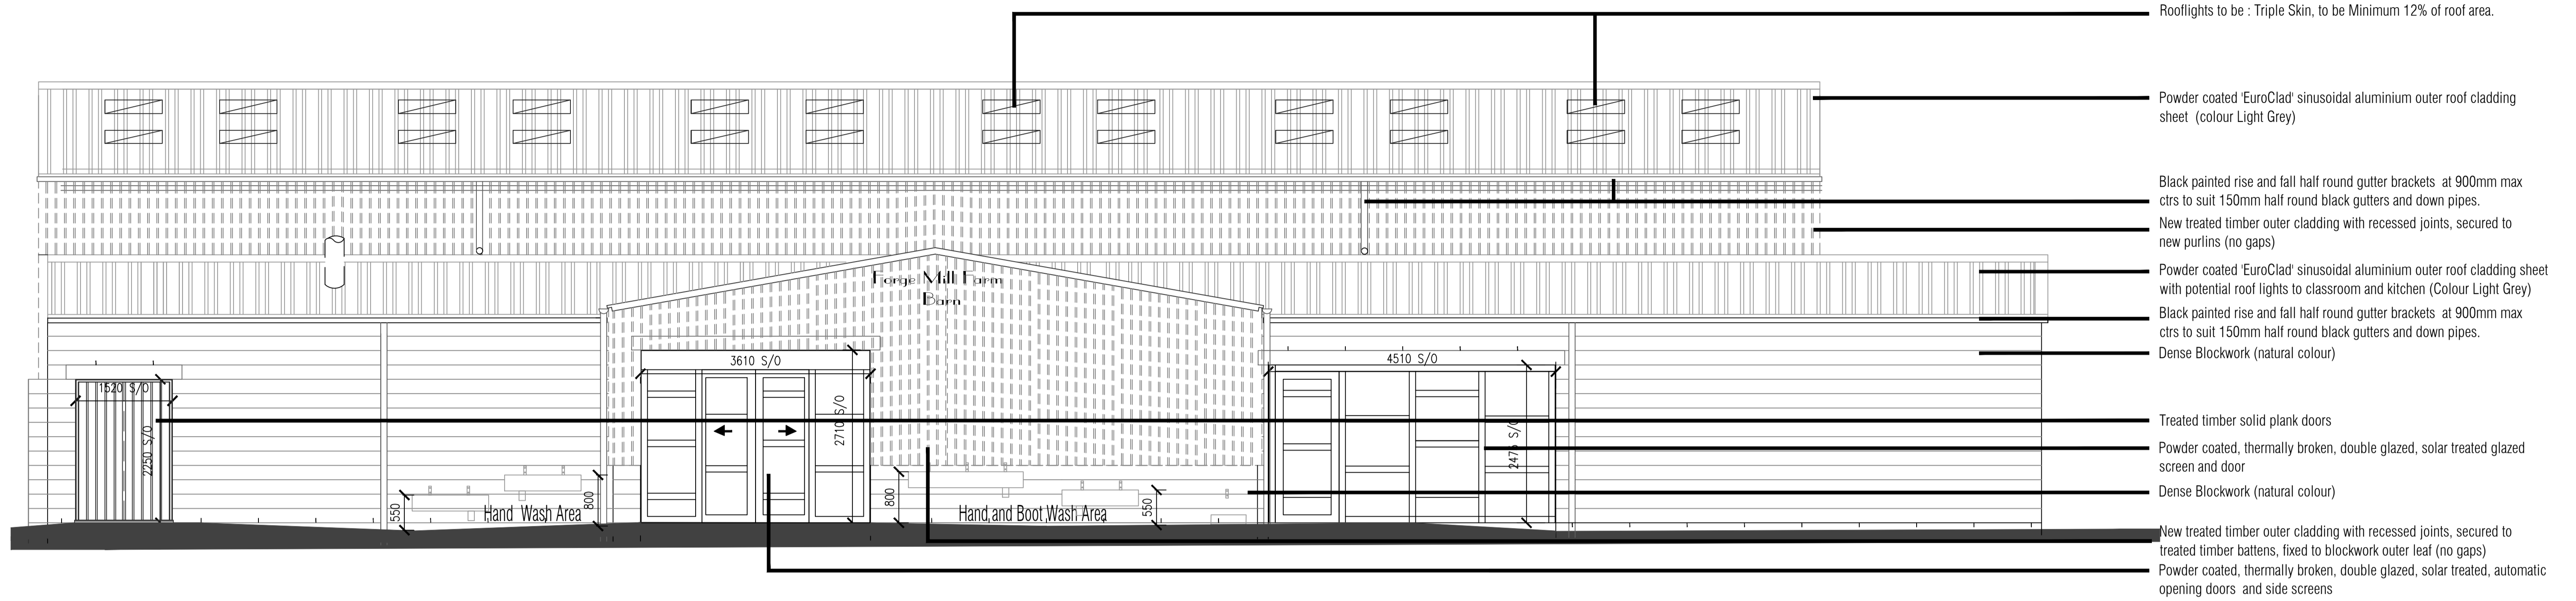 Rooflights to be : Triple Skin, to be Minimum 12% of roof area.
Powder coated 'EuroClad' sinusoidal aluminium outer roof cladding
sheet (colour Light Grey)
Black painted rise and fall half round gutter brackets at 900mm max
ctrs to suit 150mm half round black gutters and down pipes.
New treated timber outer cladding with recessed joints, secured to
new purlins (no gaps)
Powder coated 'EuroClad' sinusoidal aluminium outer roof cladding sheet
with potential roof lights to classroom and kitchen (Colour Light Grey)
Black painted rise and fall half round gutter brackets at 900mm max
ctrs to suit 150mm half round black gutters and down pipes.
Dense Blockwork (natural colour)
Treated timber solid plank doors
Powder coated, thermally broken, double glazed, solar treated glazed
screen and door
Dense Blockwork (natural colour)
New treated timber outer cladding with recessed joints, secured to
treated timber battens, fixed to blockwork outer leaf (no gaps)
Powder coated, thermally broken, double glazed, solar treated, automatic
opening doors and side screens
Forge Mill Farm
Barn
1520 S/O
2250 S/O
550
Hand Wash Area
800
3610 S/O
2710 S/O
800
Hand and Boot Wash Area
550
4510 S/O
S/O